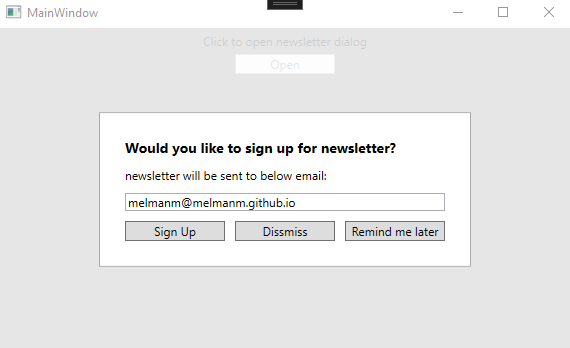 MainWindow
Click to open newsletter dialog
Open
Would you like to sign up for newsletter?
newsletter will be sent to below email:
melmanm@melmanm.github.io
Sign Up
Dissmiss
Remind me later